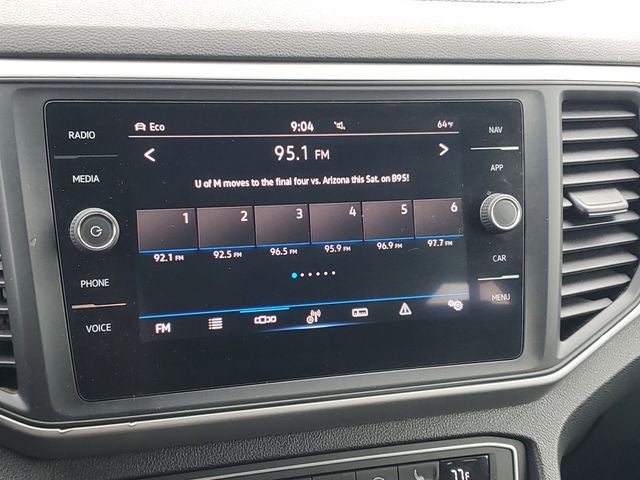 RADIO
Eco 9:04 64°F
NAV
95.1 FM
APP
MEDIA
U of M moves to the final four vs. Arizona this Sat. on B95!
1 2 3 4 5 6
92.1 FM 92.5 FM 96.5 FM 95.9 FM 96.9 FM 97.7 FM
CAR
PHONE
MENU
FM
VOICE